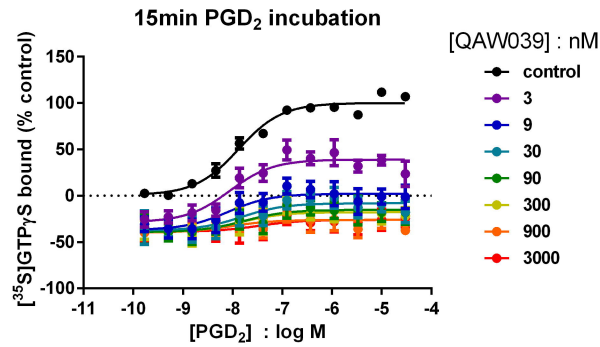 15min PGD₂ incubation
[³⁵S]GTPγS bound (% control)
150
100
50
0
-50
-100
-11 -10 -9 -8 -7 -6 -5 -4
[PGD₂] : log M
[QAW039] : nM
control
3
9
30
90
300
900
3000